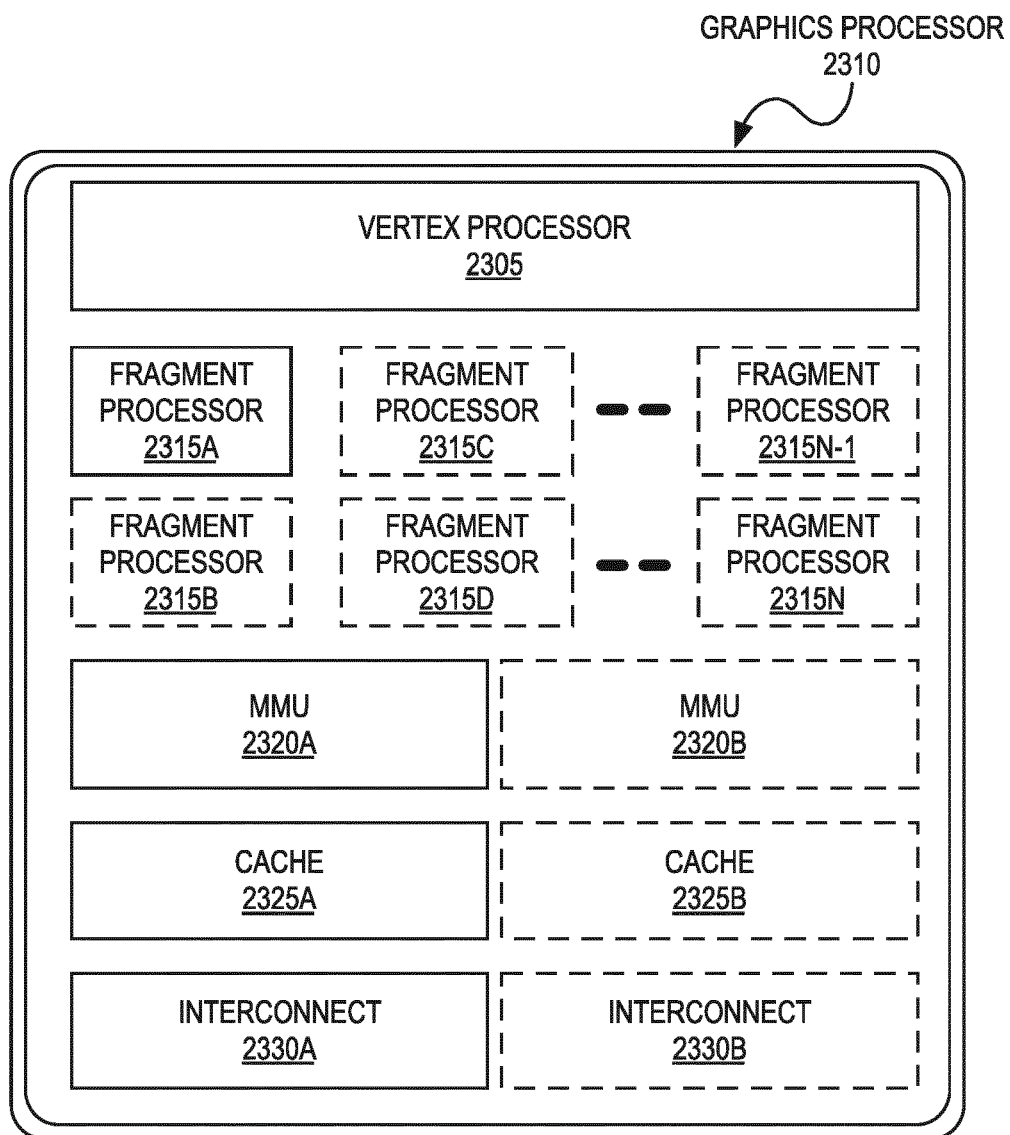 GRAPHICS PROCESSOR
2310
VERTEX PROCESSOR
2305
FRAGMENT
PROCESSOR
2315A
FRAGMENT
PROCESSOR
2315C
FRAGMENT
PROCESSOR
2315N-1
FRAGMENT
PROCESSOR
2315B
FRAGMENT
PROCESSOR
2315D
FRAGMENT
PROCESSOR
2315N
MMU
2320A
MMU
2320B
CACHE
2325A
CACHE
2325B
INTERCONNECT
2330A
INTERCONNECT
2330B